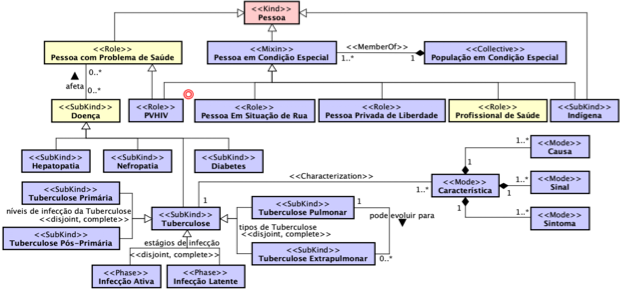 <<Kind>>
Pessoa
<<Role>>
Pessoa com Problema de Saúde
<<Mixin>>
Pessoa em Condição Especial
<<MemberOf>>
1..*
1
<<Collective>>
População em Condição Especial
afeta
0..*
0..*
<<SubKind>>
Doença
<<Role>>
PVHIV
<<Role>>
Pessoa Em Situação de Rua
<<Role>>
Pessoa Privada de Liberdade
<<Role>>
Profissional de Saúde
<<SubKind>>
Indígena
<<SubKind>>
Hepatopatia
<<SubKind>>
Nefropatia
<<SubKind>>
Diabetes
<<Characterization>>
1
1..*
<<Mode>>
Característica
1
1
1
1..*
<<Mode>>
Causa
1..*
<<Mode>>
Sinal
1..*
<<Mode>>
Sintoma
<<SubKind>>
Tuberculose Primária
níveis de infecção da Tuberculose
<<disjoint, complete>>
<<SubKind>>
Tuberculose Pós-Primária
<<SubKind>>
Tuberculose
<<SubKind>>
Tuberculose Pulmonar
1
pode evoluir para
tipos de Tuberculose
<<disjoint, complete>>
<<SubKind>>
Tuberculose Extrapulmonar
0..*
estágios de infecção
<<disjoint, complete>>
<<Phase>>
Infecção Ativa
<<Phase>>
Infecção Latente